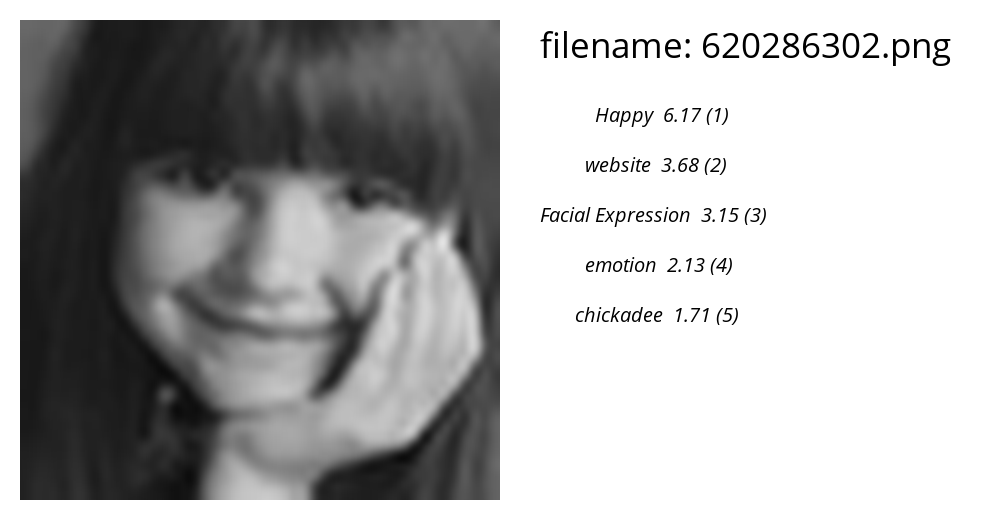 filename: 620286302.png
Happy 6.17 (1)
website 3.68 (2)
Facial Expression 3.15 (3)
emotion 2.13 (4)
chickadee 1.71 (5)